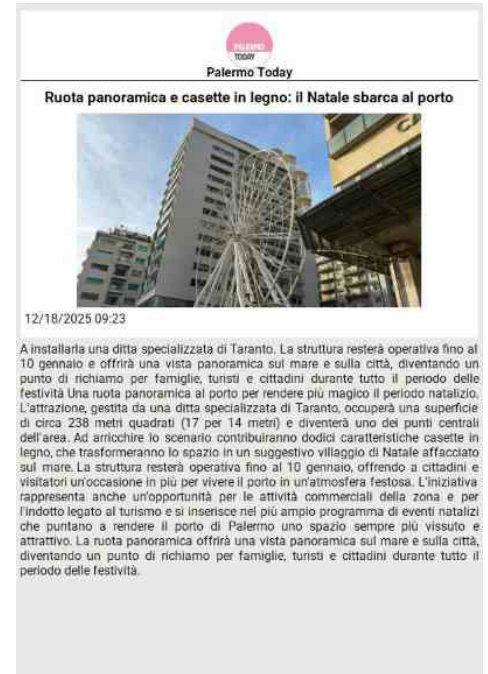 PALERMO
TODAY
Palermo Today
Ruota panoramica e casette in legno: il Natale sbarca al porto
12/18/2025 09:23
A installarla una ditta specializzata di Taranto. La struttura resterà operativa fino al
10 gennaio e offrirà una vista panoramica sul mare e sulla città, diventando un
punto di richiamo per famiglie, turisti e cittadini durante tutto il periodo delle
festività Una ruota panoramica al porto per rendere più magico il periodo natalizio.
L'attrazione, gestita da una ditta specializzata di Taranto, occuperà una superficie
di circa 238 metri quadrati (17 per 14 metri) e diventerà uno dei punti centrali
dell'area. Ad arricchire lo scenario contribuiranno dodici caratteristiche casette in
legno, che trasformeranno lo spazio in un suggestivo villaggio di Natale affacciato
sul mare. La struttura resterà operativa fino al 10 gennaio, offrendo a cittadini e
visitatori un'occasione in più per vivere il porto in un'atmosfera festosa. L'iniziativa
rappresenta anche un'opportunità per le attività commerciali della zona e per
l'indotto legato al turismo e si inserisce nel più ampio programma di eventi natalizi
che puntano a rendere il porto di Palermo uno spazio sempre più vissuto e
attrattivo. La ruota panoramica offrirà una vista panoramica sul mare e sulla città,
diventando un punto di richiamo per famiglie, turisti e cittadini durante tutto il
periodo delle festività.